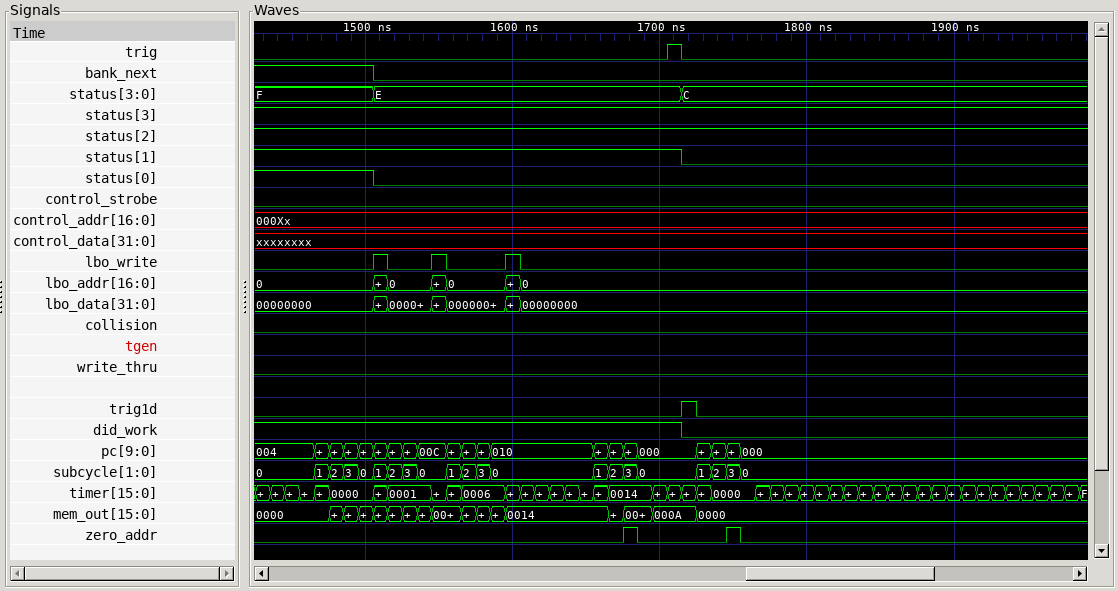 Signals Waves
Time 1500 ns 1600 ns 1700 ns 1800 ns 1900 ns
trig
bank_next
status[3:0] F E C
status[3]
status[2]
status[1]
status[0]
control_strobe
control_addr[16:0] 000Xx
control_data[31:0] xxxxxxxx
lbo_write
lbo_addr[16:0] 0 + 0 + 0 + 0
lbo_data[31:0] 00000000 + 0000+ + 000000+ + 00000000
collision
tgen
write_thru
trig1d
did_work
pc[9:0] 004 + + + + + + + 00C + + + 010 + + + 000 + + + 000
subcycle[1:0] 0 1 2 3 0 1 2 3 0 1 2 3 0 1 2 3 0 1 2 3 0
timer[15:0] + + + + + 0000 + 0001 + + 0006 + + + + + + + 0014 + + + + 0000 + + + + + + + + + + + + + + + + + + + + + + F
mem_out[15:0] 0000 + + + + + + + 00+ + + + + 0014 + 00+ 000A 0000
zero_addr